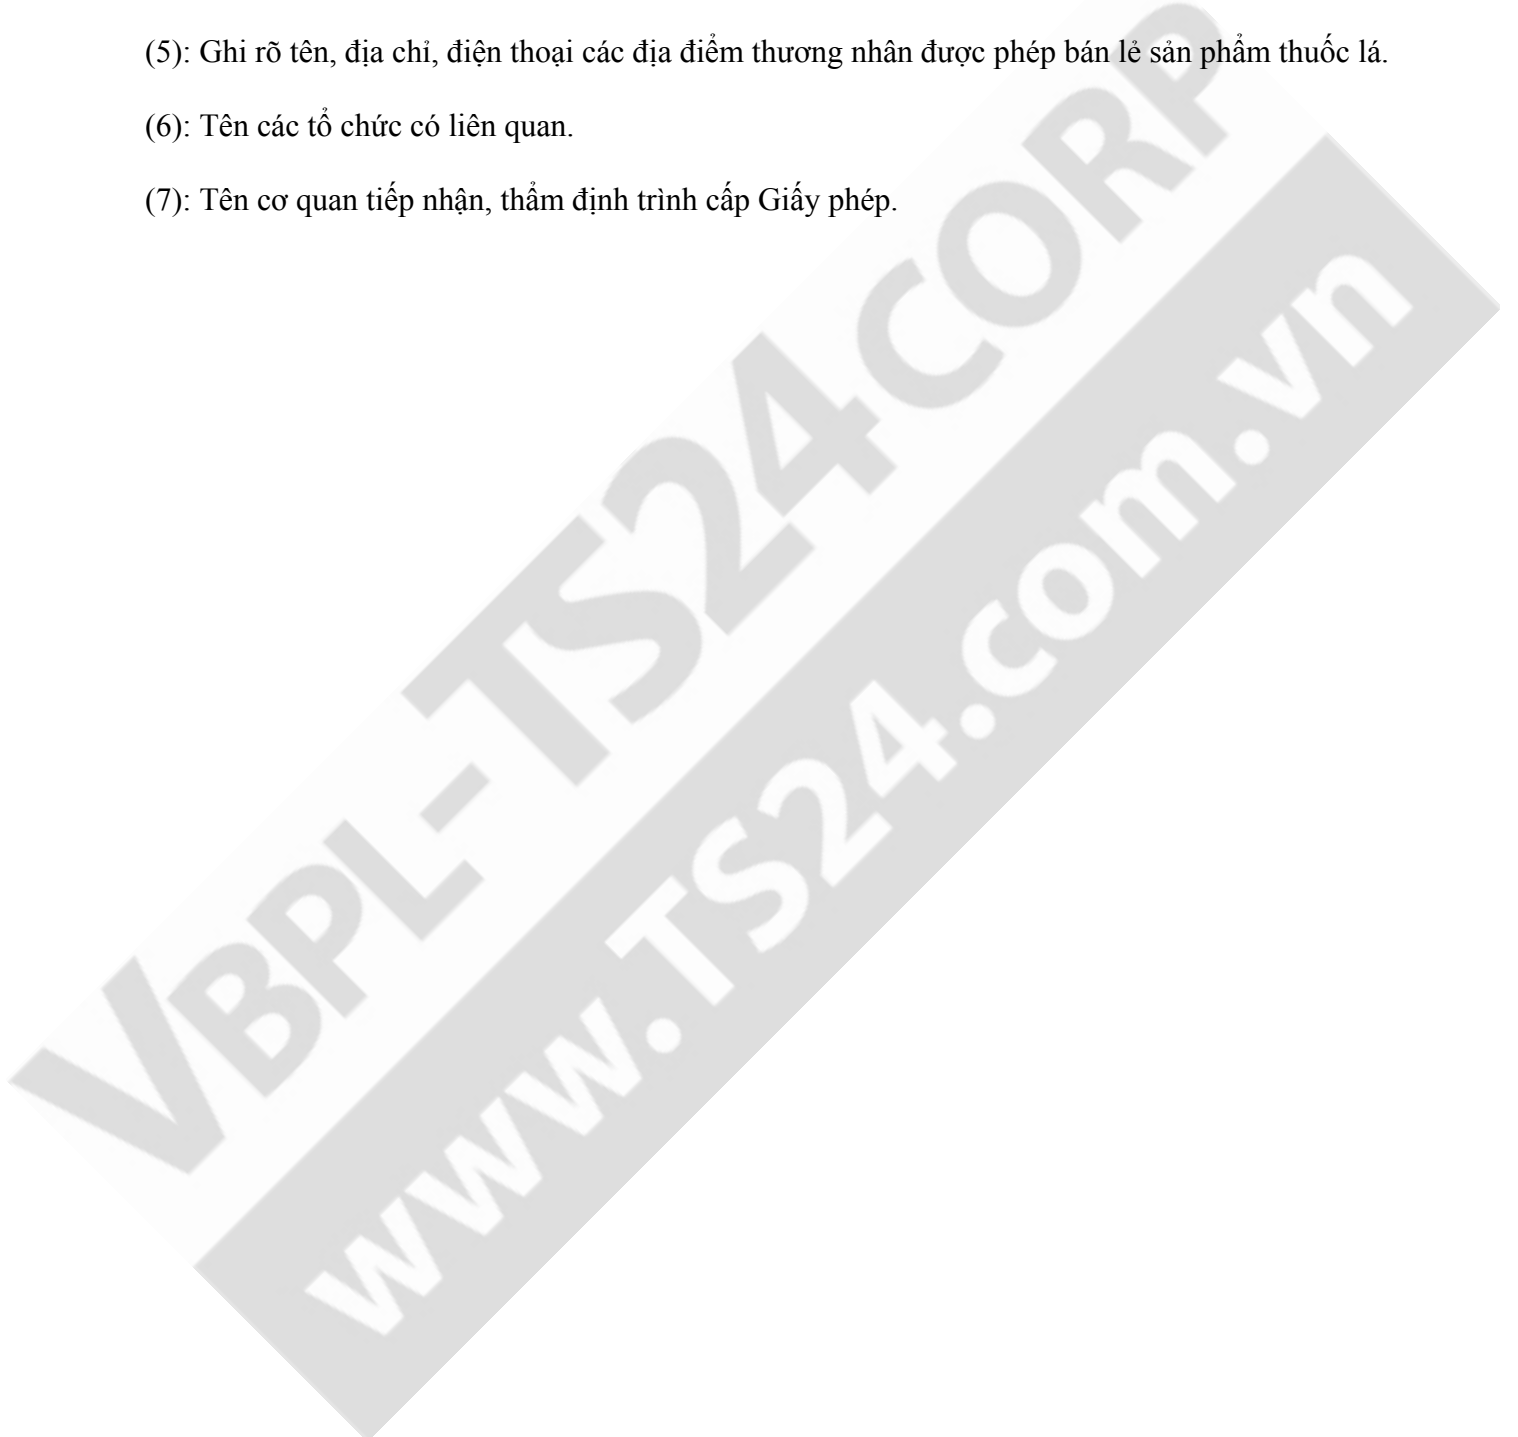 (5): Ghi rõ tên, địa chỉ, điện thoại các địa điểm thương nhân được phép bán lẻ sản phẩm thuốc lá.
(6): Tên các tổ chức có liên quan.
(7): Tên cơ quan tiếp nhận, thẩm định trình cấp Giấy phép.
VBPL-TS24CORP
www.TS24.com.vn